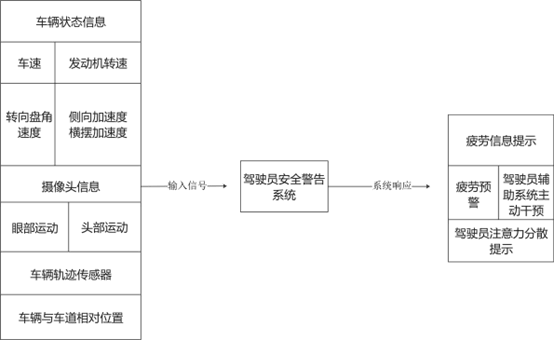 车辆状态信息
车速
发动机转速
转向盘角
速度
侧向加速度
横摆加速度
摄像头信息
眼部运动
头部运动
车辆轨迹传感器
车辆与车道相对位置
输入信号
驾驶员安全警告
系统
系统响应
疲劳信息提示
疲劳预
警
驾驶员辅
助系统主
动干预
驾驶员注意力分散
提示